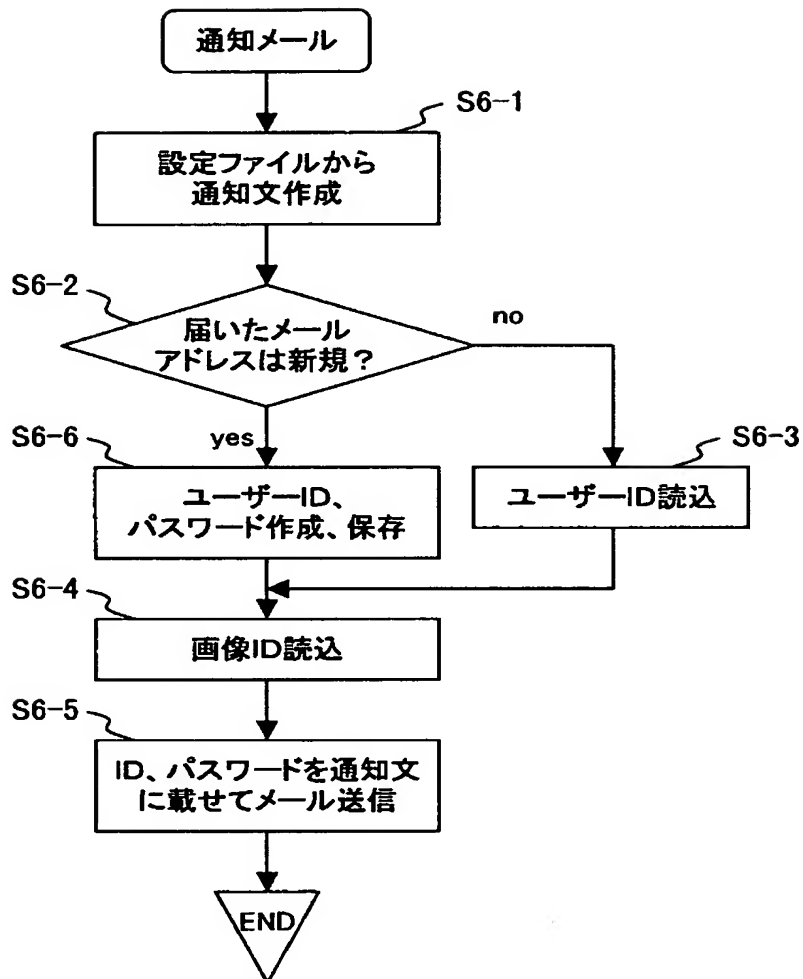 通知メール
S6-1
設定ファイルから
通知文作成
S6-2
届いたメール
アドレスは新規？
no
yes
S6-6
ユーザーID、
パスワード作成、保存
S6-3
ユーザーID読込
S6-4
画像ID読込
S6-5
ID、パスワードを通知文
に載せてメール送信
END